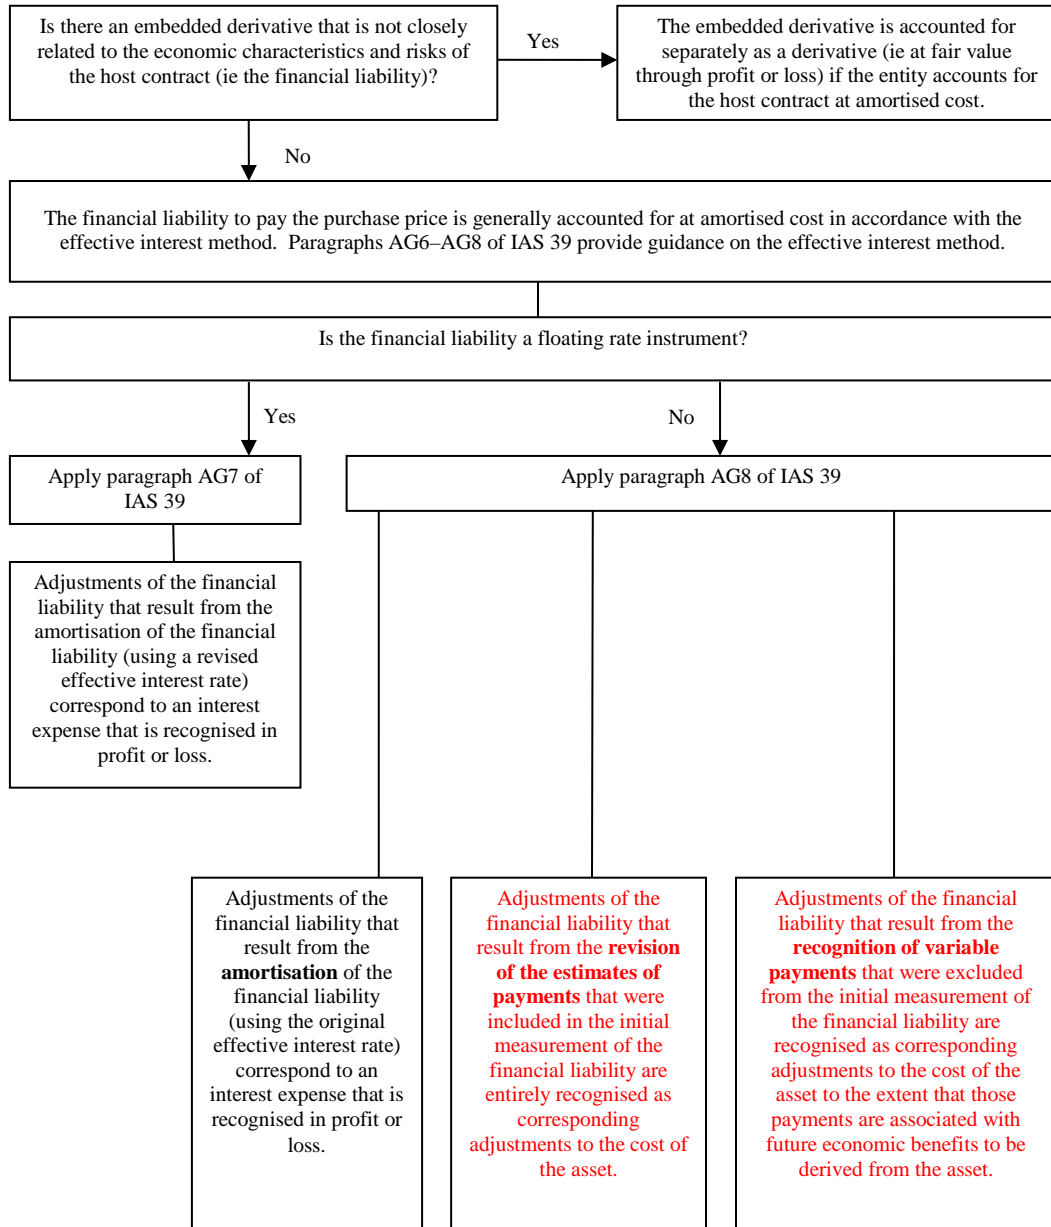 Is there an embedded derivative that is not closely
related to the economic characteristics and risks of
the host contract (ie the financial liability)?
Yes
The embedded derivative is accounted for
separately as a derivative (ie at fair value
through profit or loss) if the entity accounts for
the host contract at amortised cost.
No
The financial liability to pay the purchase price is generally accounted for at amortised cost in accordance with the
effective interest method.  Paragraphs AG6–AG8 of IAS 39 provide guidance on the effective interest method.
Is the financial liability a floating rate instrument?
Yes
No
Apply paragraph AG7 of
IAS 39
Apply paragraph AG8 of IAS 39
Adjustments of the financial
liability that result from the
amortisation of the financial
liability (using a revised
effective interest rate)
correspond to an interest
expense that is recognised in
profit or loss.
Adjustments of the
financial liability that
result from the
amortisation of the
financial liability
(using the original
effective interest rate)
correspond to an
interest expense that is
recognised in profit or
loss.
Adjustments of the
financial liability that
result from the revision
of the estimates of
payments that were
included in the initial
measurement of the
financial liability are
entirely recognised as
corresponding
adjustments to the cost of
the asset.
Adjustments of the financial
liability that result from the
recognition of variable
payments that were excluded
from the initial measurement of
the financial liability are
recognised as corresponding
adjustments to the cost of the
asset to the extent that those
payments are associated with
future economic benefits to be
derived from the asset.